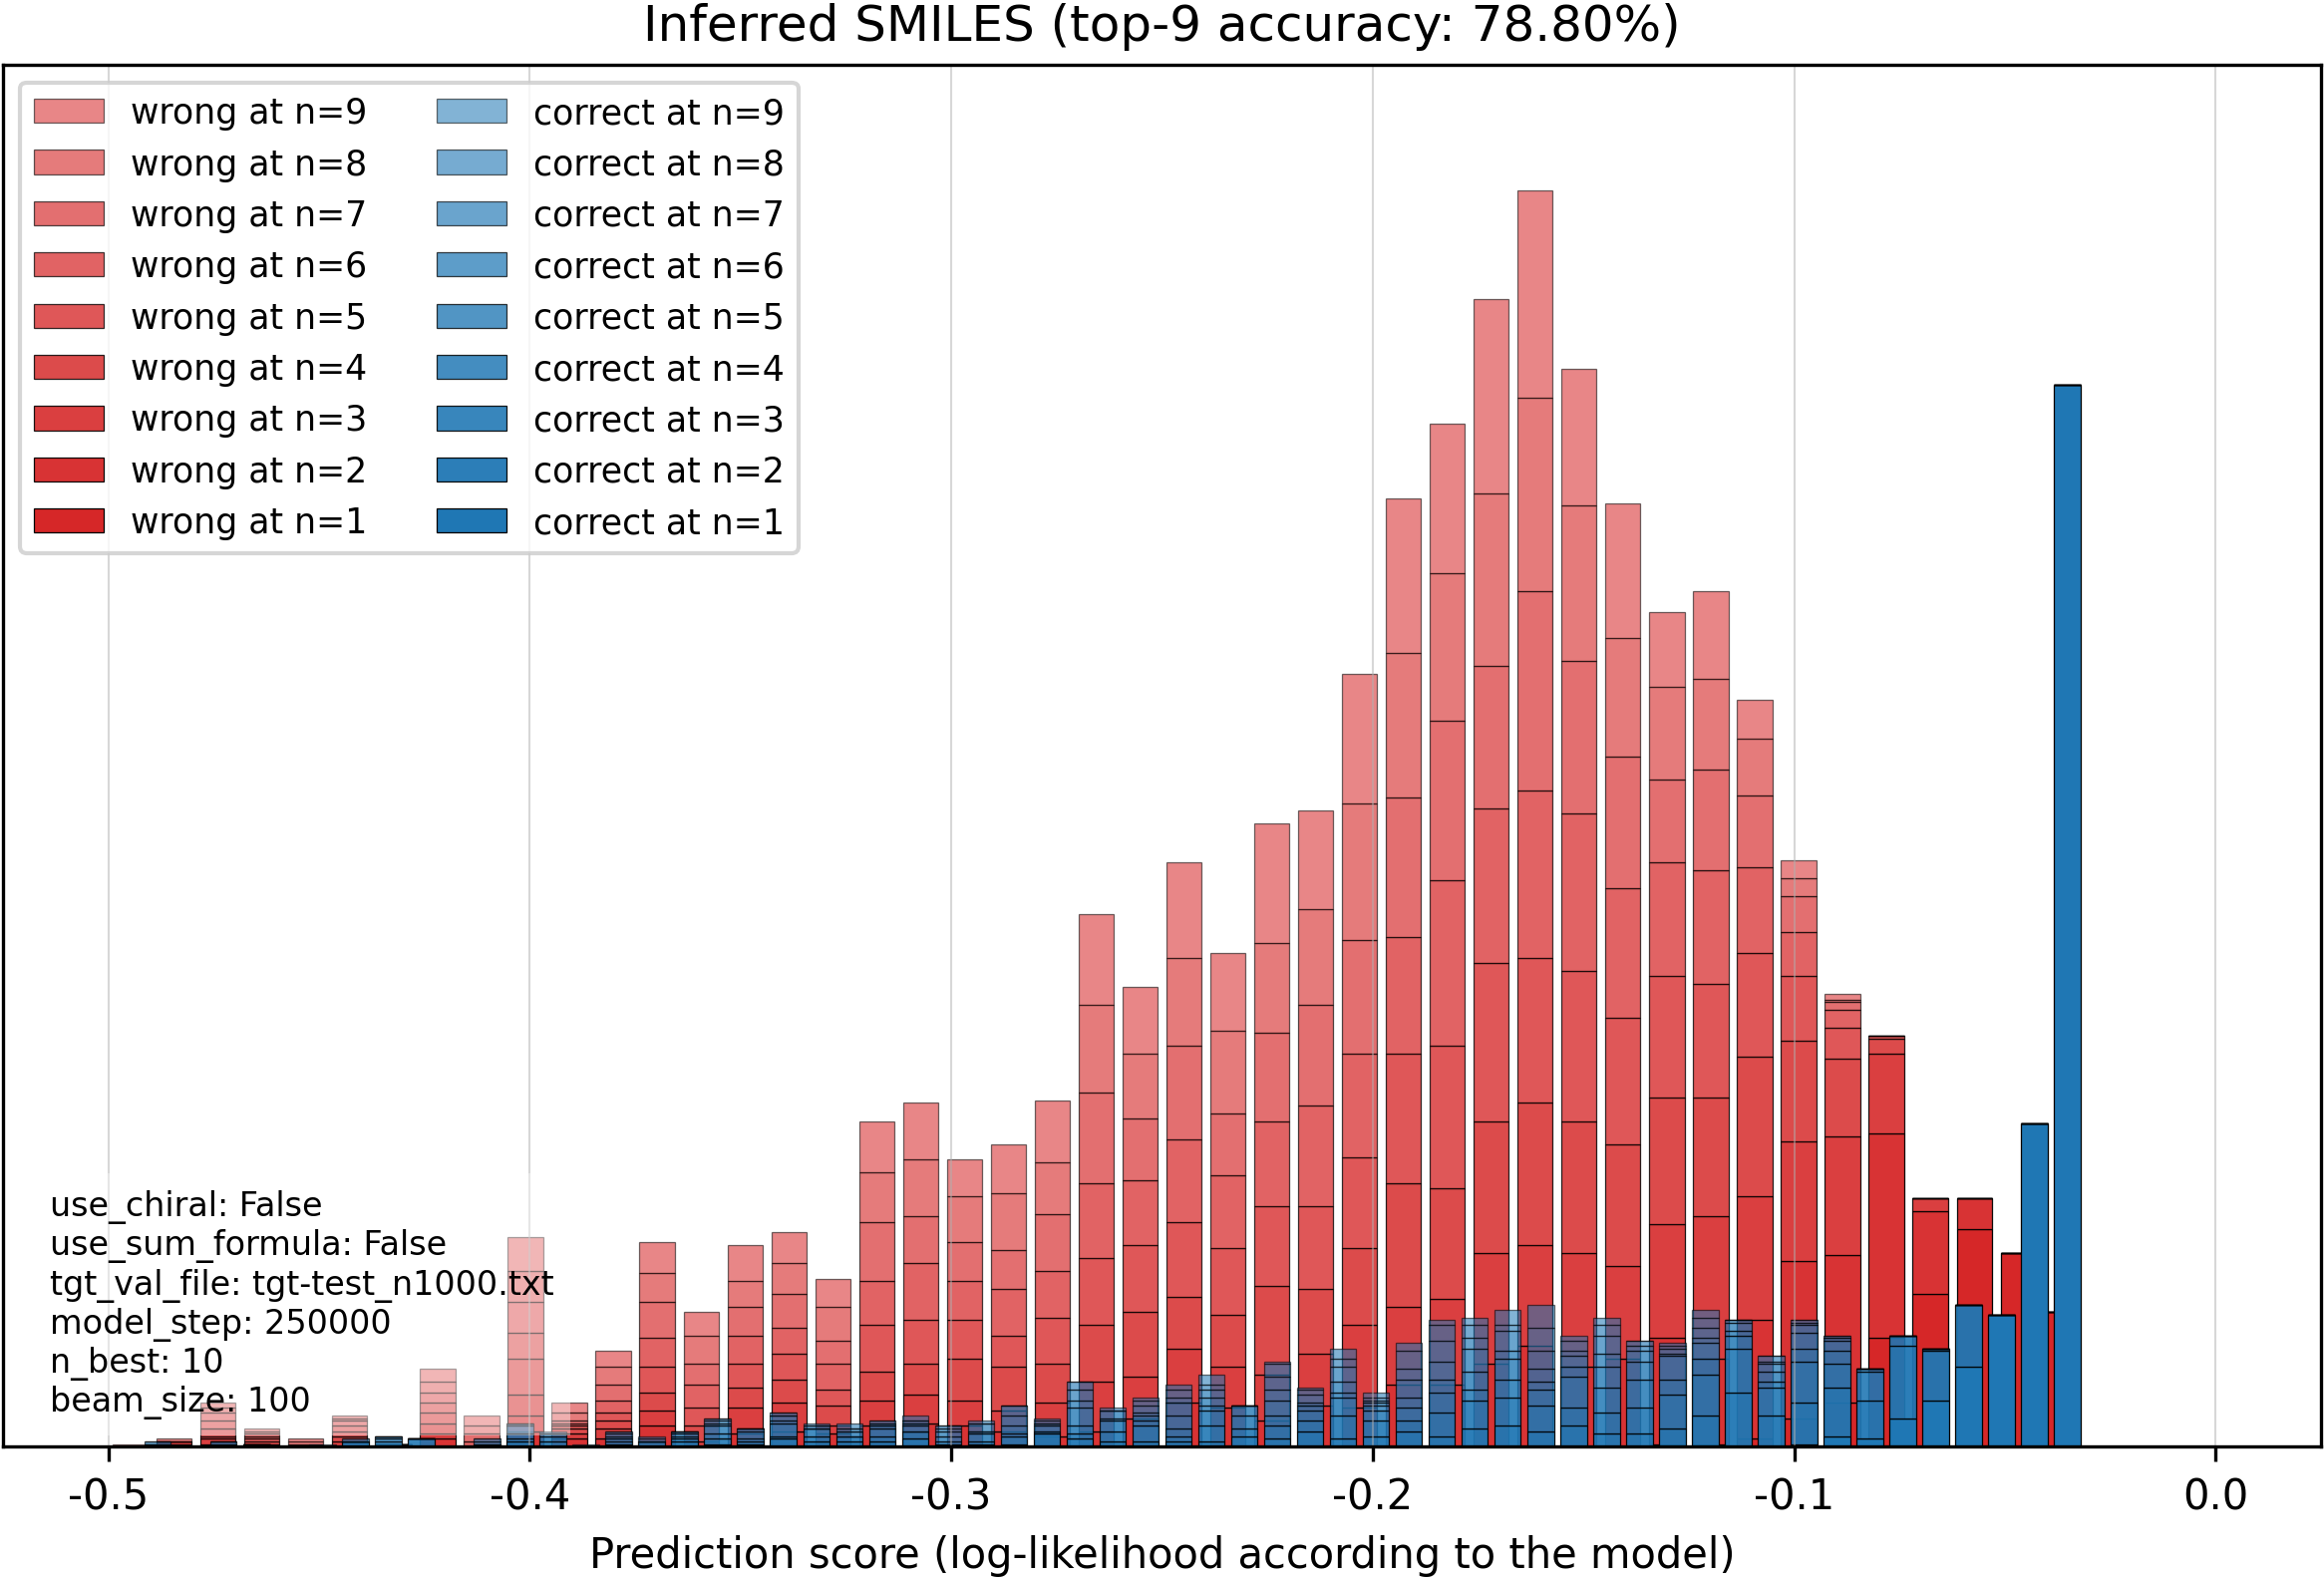 Inferred SMILES (top-9 accuracy: 78.80%)
wrong at n=9
wrong at n=8
wrong at n=7
wrong at n=6
wrong at n=5
wrong at n=4
wrong at n=3
wrong at n=2
wrong at n=1
correct at n=9
correct at n=8
correct at n=7
correct at n=6
correct at n=5
correct at n=4
correct at n=3
correct at n=2
correct at n=1
use_chiral: False
use_sum_formula: False
tgt_val_file: tgt-test_n1000.txt
model_step: 250000
n_best: 10
beam_size: 100
-0.5 -0.4 -0.3 -0.2 -0.1 0.0
Prediction score (log-likelihood according to the model)